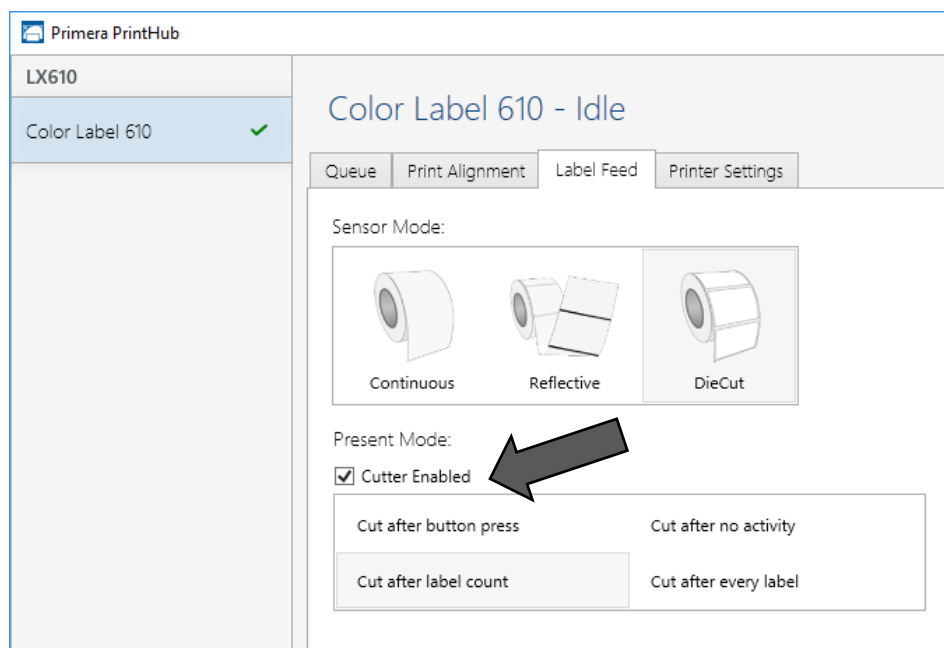 Primera PrintHub
LX610
Color Label 610
Color Label 610 - Idle
Queue Print Alignment Label Feed Printer Settings
Sensor Mode:
Continuous Reflective DieCut
Present Mode:
Cutter Enabled
Cut after button press Cut after no activity
Cut after label count Cut after every label